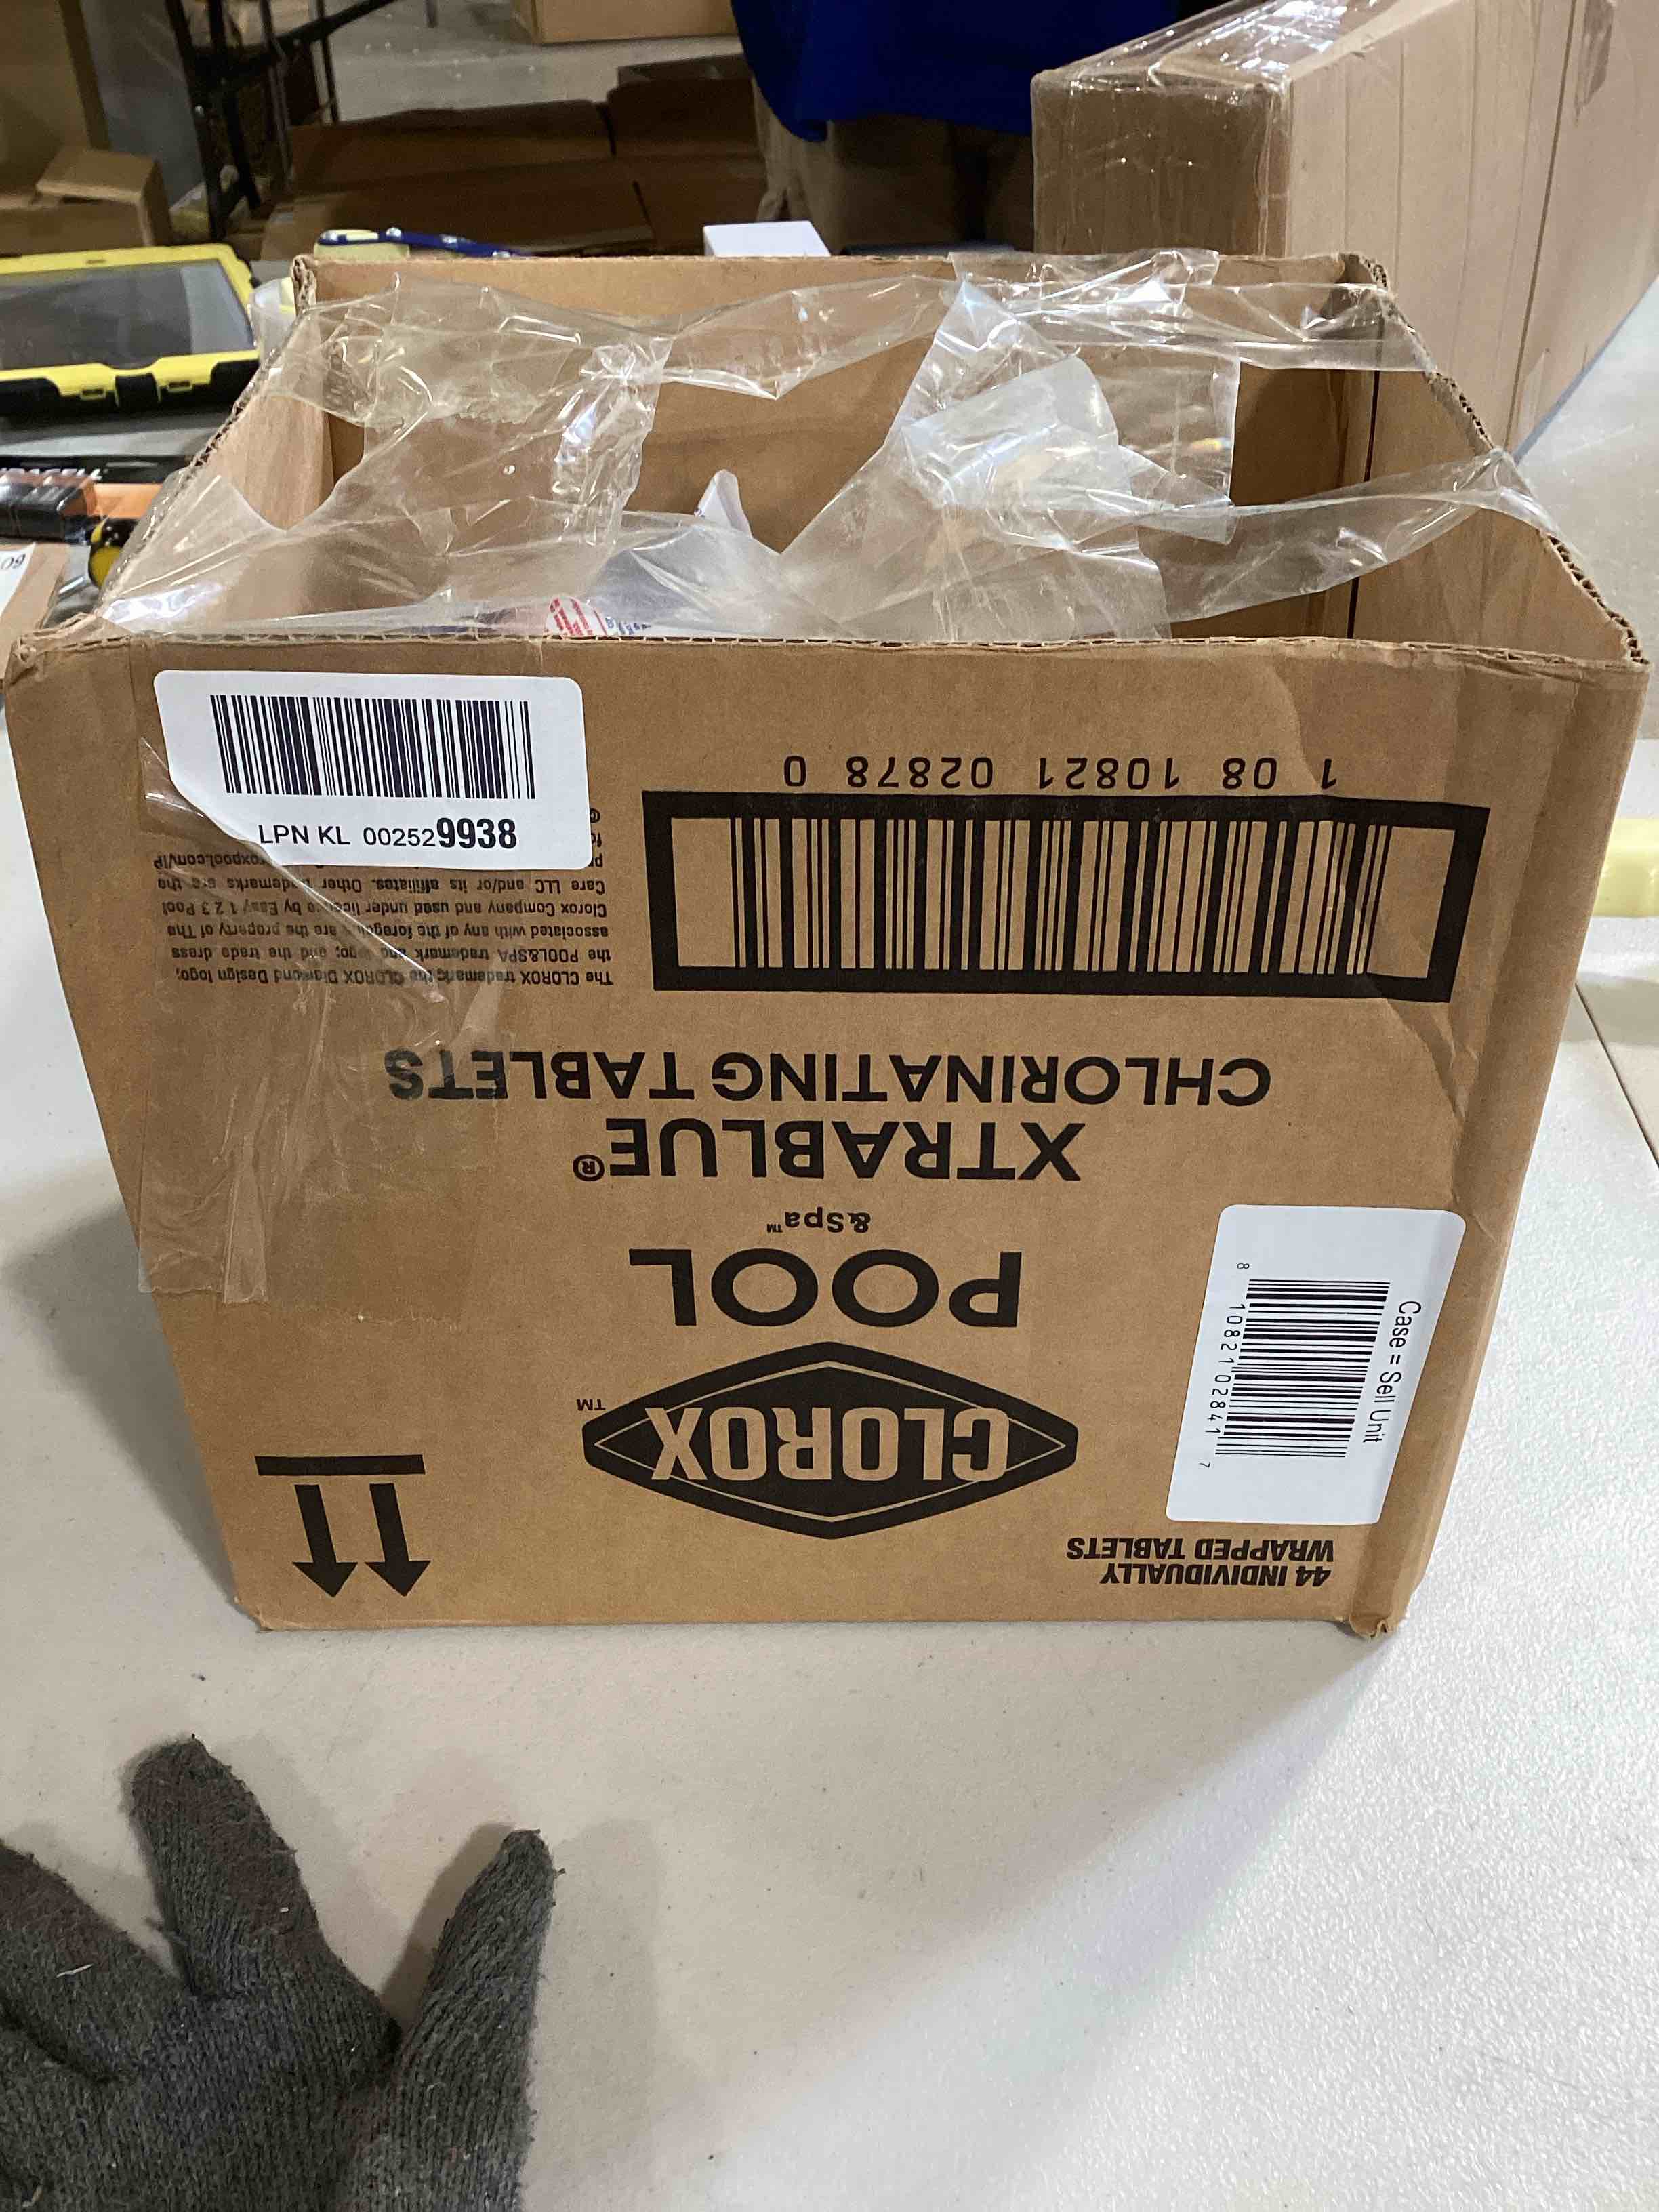 LPN KL 0025299938
44 INDIVIDUALLY
WRAPPED TABLETS
CLOROX™
POOL
&Spa™
XTRABLUE®
CHLORINATING TABLETS
The CLOROX trademark; the CLOROX Diamond Design logo;
the POOL&SPA trademark and logo; and the trade dress
associated with any of the foregoing are the property of The
Clorox Company and used under license by Easy 1 2 3 Pool
Care LLC and/or its affiliates. Other trademarks are the
1 08 10821 02878 0
Case = Sell Unit
8 10821 02841 7
09